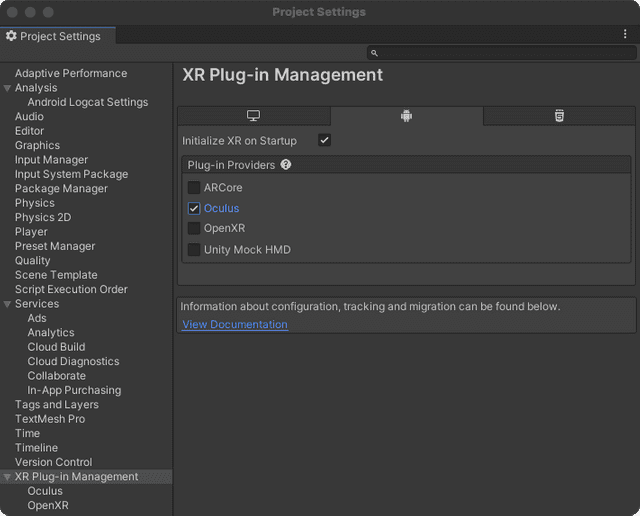 Project Settings
Project Settings
XR Plug-in Management
Adaptive Performance
Analysis
Android Logcat Settings
Audio
Editor
Graphics
Input Manager
Input System Package
Package Manager
Physics
Physics 2D
Player
Preset Manager
Quality
Scene Template
Script Execution Order
Services
Ads
Analytics
Cloud Build
Cloud Diagnostics
Collaborate
In-App Purchasing
Tags and Layers
TextMesh Pro
Time
Timeline
Version Control
XR Plug-in Management
Oculus
OpenXR
Initialize XR on Startup
Plug-in Providers ?
ARCore
Oculus
OpenXR
Unity Mock HMD
Information about configuration, tracking and migration can be found below.
View Documentation